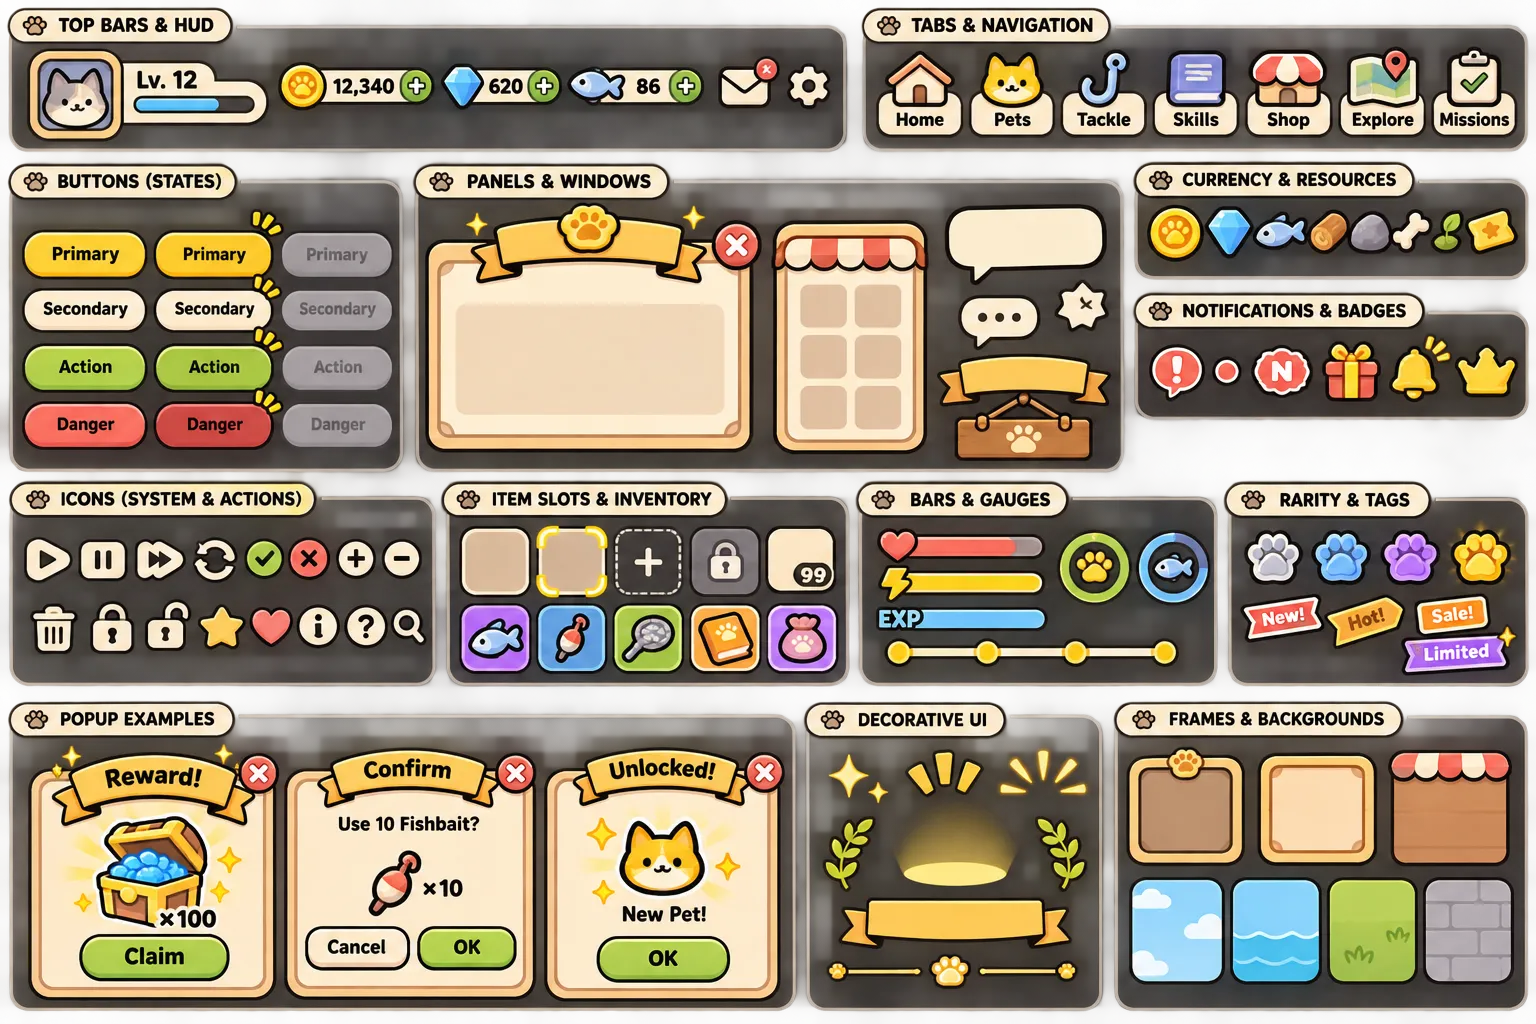 TOP BARS & HUD
Lv. 12
12,340
620
86
TABS & NAVIGATION
Home
Pets
Tackle
Skills
Shop
Explore
Missions
BUTTONS (STATES)
Primary
Primary
Primary
Secondary
Secondary
Secondary
Action
Action
Action
Danger
Danger
Danger
PANELS & WINDOWS
CURRENCY & RESOURCES
NOTIFICATIONS & BADGES
!
N
ICONS (SYSTEM & ACTIONS)
i
?
ITEM SLOTS & INVENTORY
99
BARS & GAUGES
EXP
RARITY & TAGS
New!
Hot!
Sale!
Limited
POPUP EXAMPLES
Reward!
×100
Claim
Confirm
Use 10 Fishbait?
×10
Cancel
OK
Unlocked!
New Pet!
OK
DECORATIVE UI
FRAMES & BACKGROUNDS